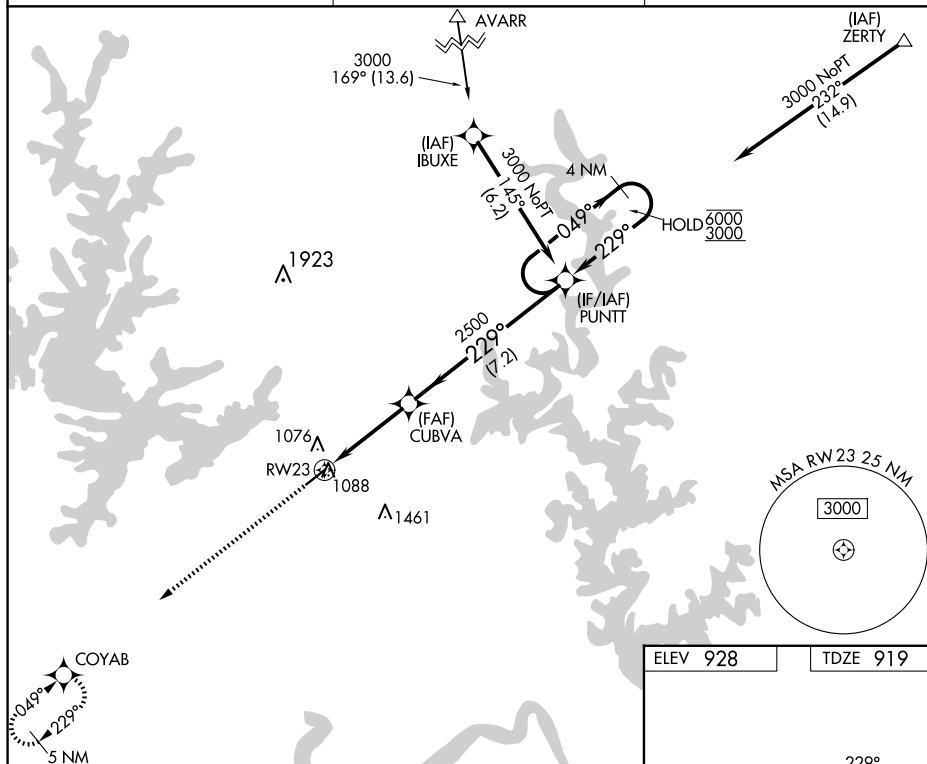 AVARR
3000
169° (13.6)
(IAF)
ZERTY
3000 NoPT
232°
(14.9)
(IAF)
IBUXE
3000 NoPT
145°
(6.2)
4 NM
049°
229°
HOLD 6000
3000
(IF/IAF)
PUNTT
1923
2500
229°
(7.2)
(FAF)
CUBVA
1076
RW23
1088
1461
MSA RW23 25 NM
3000
COYAB
049°
229°
5 NM
ELEV 928
TDZE 919
229°